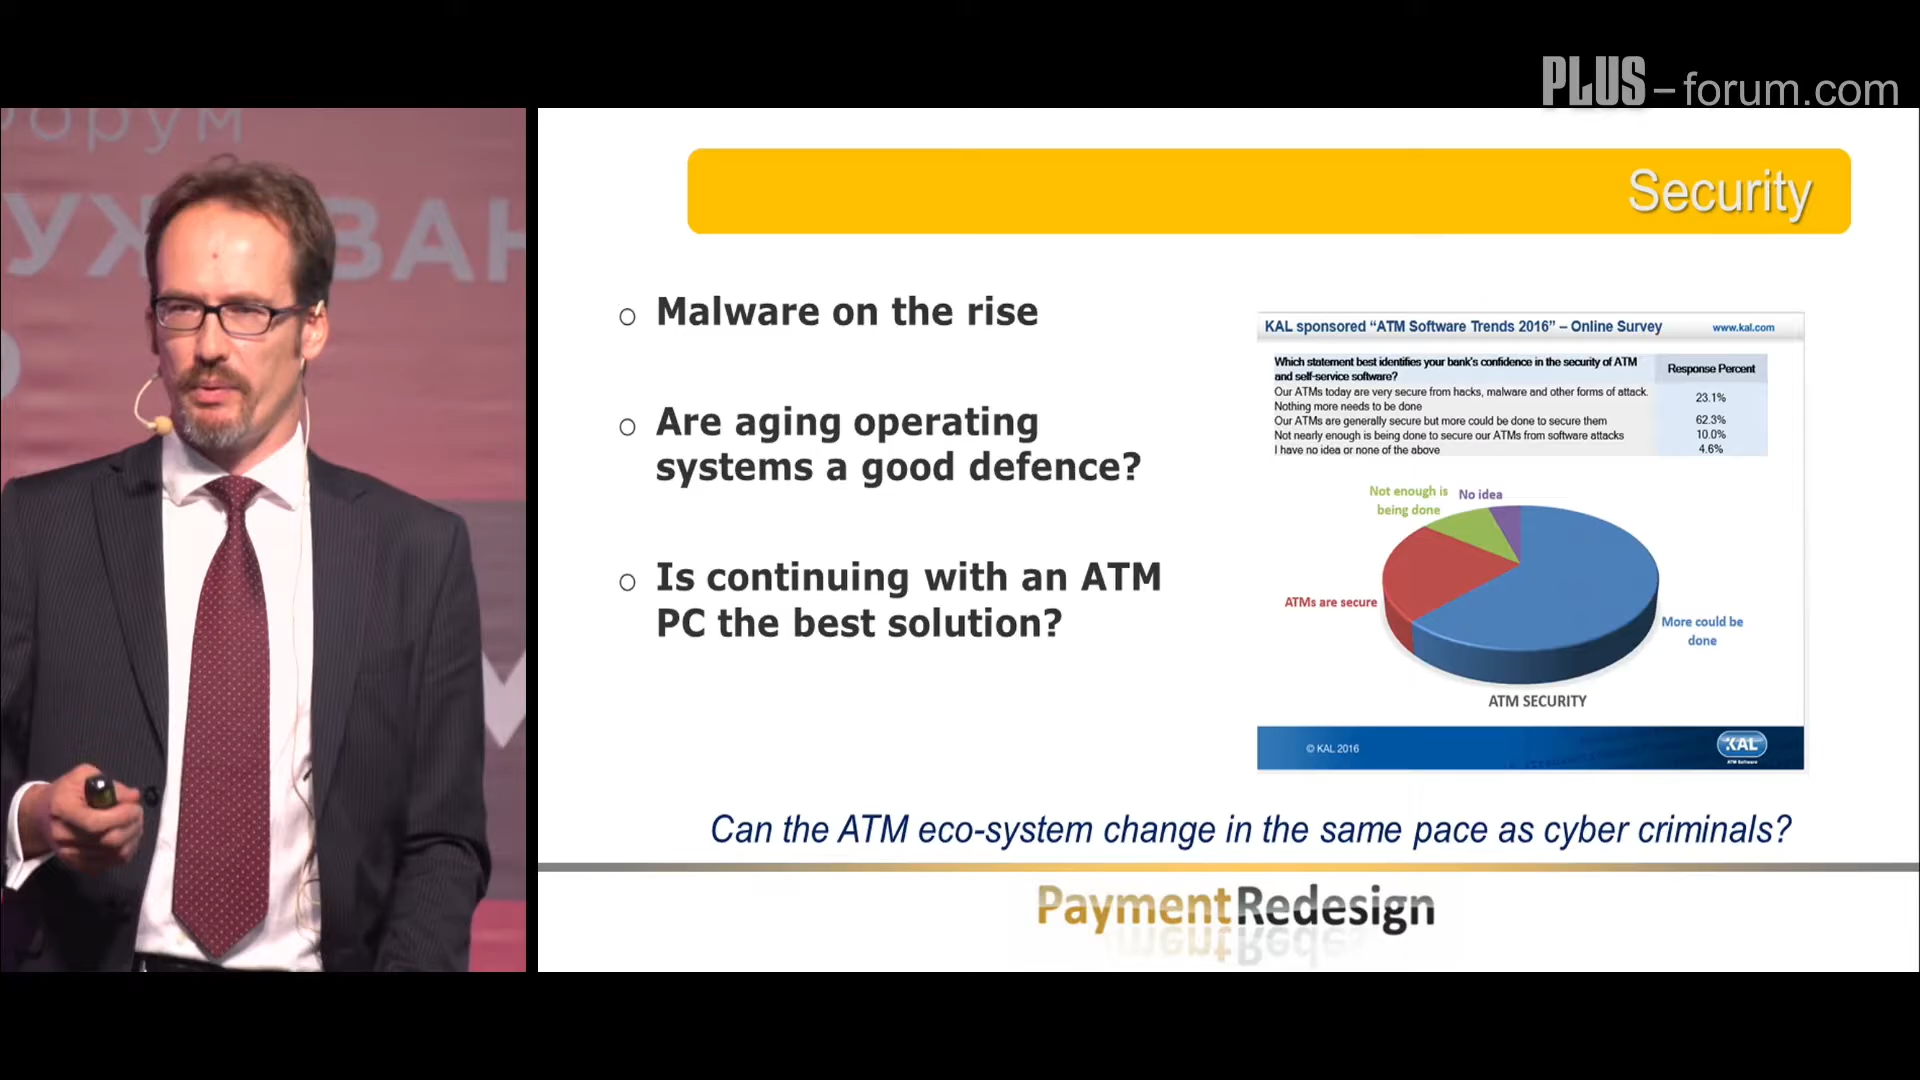 PLUS – forum.com
форум
Security
Malware on the rise
Are aging operating
systems a good defence?
Is continuing with an ATM
PC the best solution?
KAL sponsored “ATM Software Trends 2016” – Online Survey
www.kal.com
Which statement best identifies your bank's confidence in the security of ATM
and self-service software?
Response Percent
Our ATMs today are very secure from hacks, malware and other forms of attack.
Nothing more needs to be done
23.1%
Our ATMs are generally secure but more could be done to secure them
62.3%
Not nearly enough is being done to secure our ATMs from software attacks
10.0%
I have no idea or none of the above
4.6%
Not enough is
being done
No idea
ATMs are secure
More could be
done
ATM SECURITY
© KAL 2016
KAL
ATM Software
Can the ATM eco-system change in the same pace as cyber criminals?
PaymentRedesign